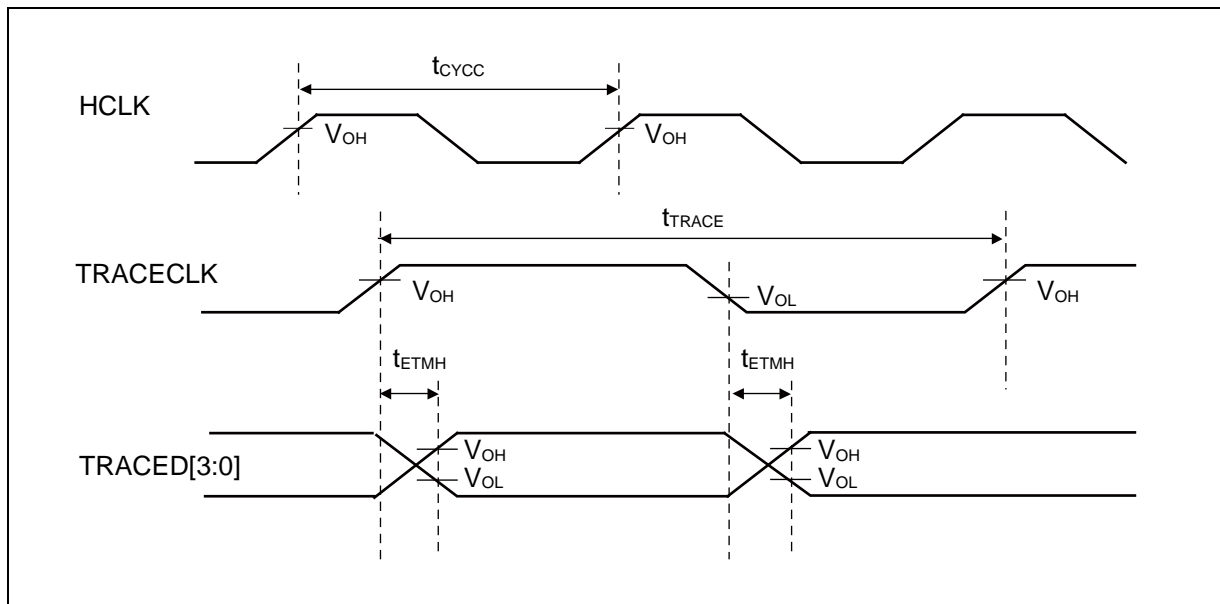 tCYCC
HCLK
VOH
VOH
tTRACE
TRACECLK
VOH
VOL
VOH
tETMH
tETMH
TRACED[3:0]
VOH
VOL
VOH
VOL